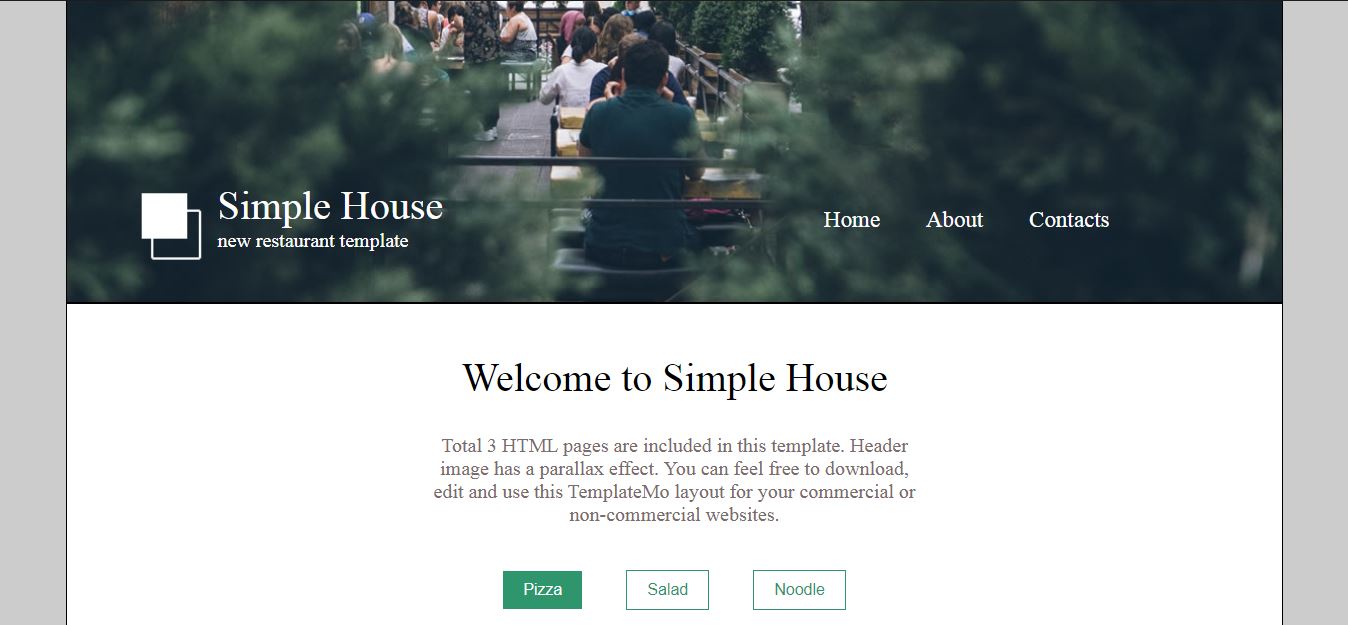 Simple House
new restaurant template
Home About Contacts
Welcome to Simple House
Total 3 HTML pages are included in this template. Header
image has a parallax effect. You can feel free to download,
edit and use this TemplateMo layout for your commercial or
non-commercial websites.
Pizza Salad Noodle